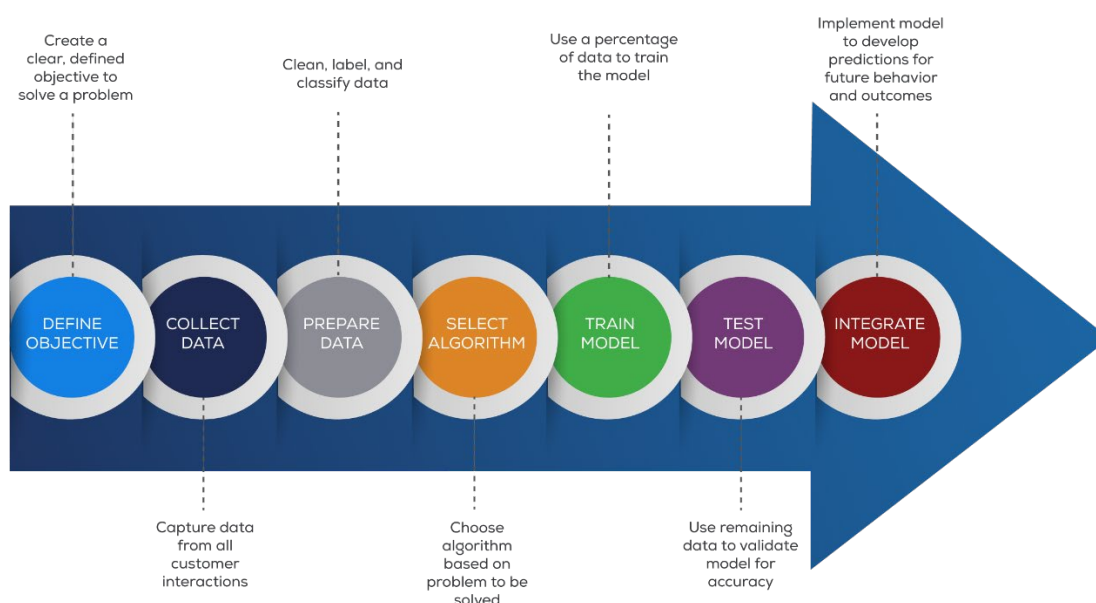 Create a
clear, defined
objective to
solve a problem
Clean, label, and
classify data
Use a percentage
of data to train
the model
Implement model
to develop
predictions for
future behavior
and outcomes
DEFINE
OBJECTIVE
COLLECT
DATA
PREPARE
DATA
SELECT
ALGORITHM
TRAIN
MODEL
TEST
MODEL
INTEGRATE
MODEL
Capture data
from all
customer
interactions
Choose
algorithm
based on
problem to be
solved
Use remaining
data to validate
model for
accuracy